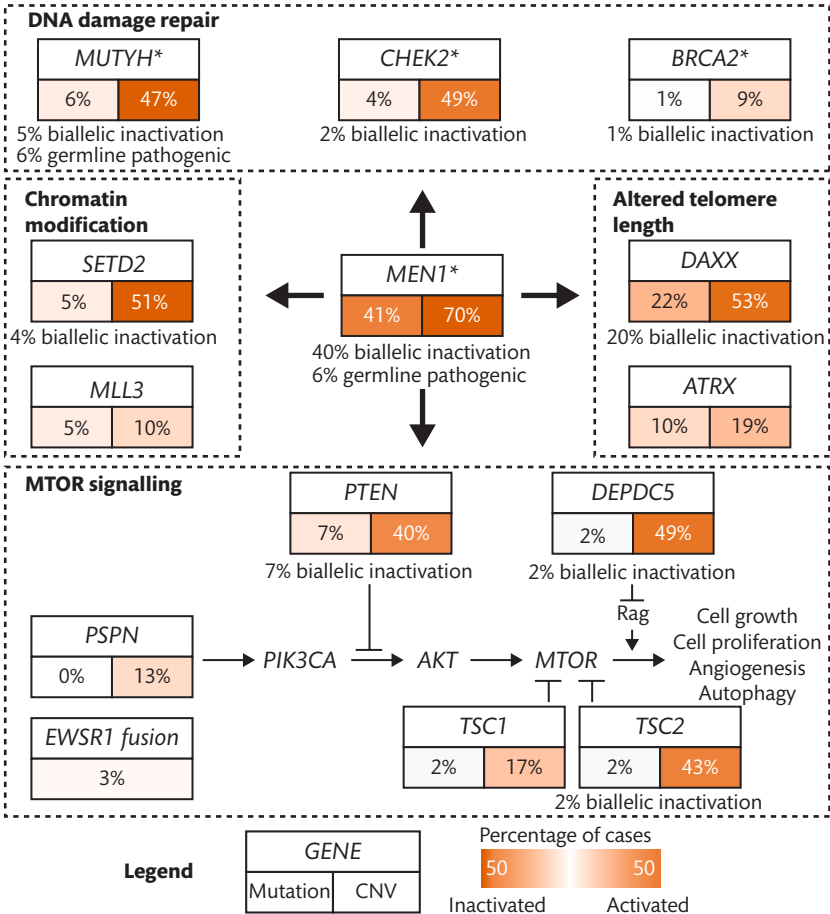 DNA damage repair
MUTYH*
6% 47%
5% biallelic inactivation
6% germline pathogenic
CHEK2*
4% 49%
2% biallelic inactivation
BRCA2*
1% 9%
1% biallelic inactivation
Chromatin
modification
SETD2
5% 51%
4% biallelic inactivation
MLL3
5% 10%
MEN1*
41% 70%
40% biallelic inactivation
6% germline pathogenic
Altered telomere
length
DAXX
22% 53%
20% biallelic inactivation
ATRX
10% 19%
MTOR signalling
PTEN
7% 40%
7% biallelic inactivation
DEPDC5
2% 49%
2% biallelic inactivation
Rag
PSPN
0% 13%
PIK3CA
AKT
MTOR
Cell growth
Cell proliferation
Angiogenesis
Autophagy
EWSR1 fusion
3%
TSC1
2% 17%
TSC2
2% 43%
2% biallelic inactivation
Legend
GENE
Mutation CNV
Percentage of cases
50 50
Inactivated Activated